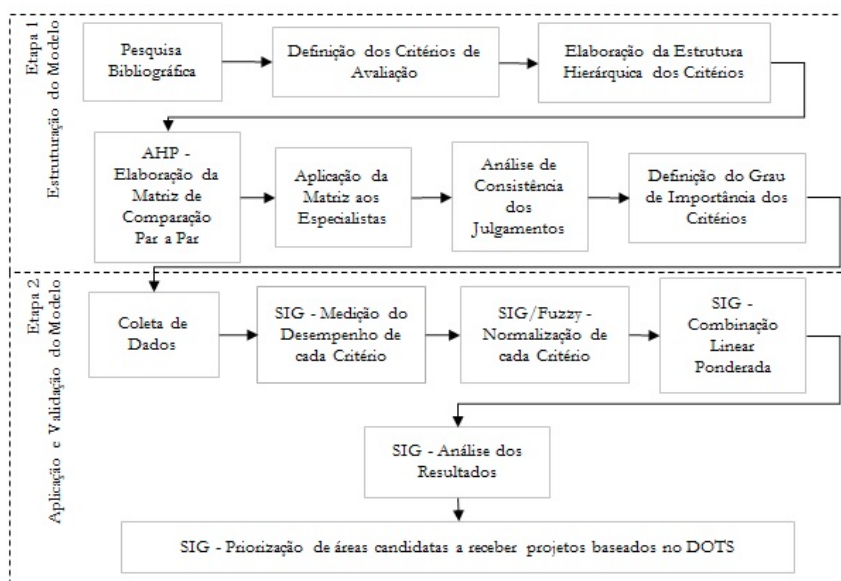 Etapa 1
Estruturação do Modelo
Pesquisa
Bibliográfica
Definição dos Critérios de
Avaliação
Elaboração da Estrutura
Hierárquica dos Critérios
AHP -
Elaboração da
Matriz de
Comparação
Par a Par
Aplicação da
Matriz aos
Especialistas
Análise de
Consistência
dos
Julgamentos
Definição do Grau
de Importância dos
Critérios
Etapa 2
Aplicação e Validação do Modelo
Coleta de
Dados
SIG - Medição do
Desempenho de
cada Critério
SIG/Fuzzy -
Normalização de
cada Critério
SIG -
Combinação
Linear
Ponderada
SIG - Análise dos
Resultados
SIG - Priorização de áreas candidatas a receber projetos baseados no DOTS